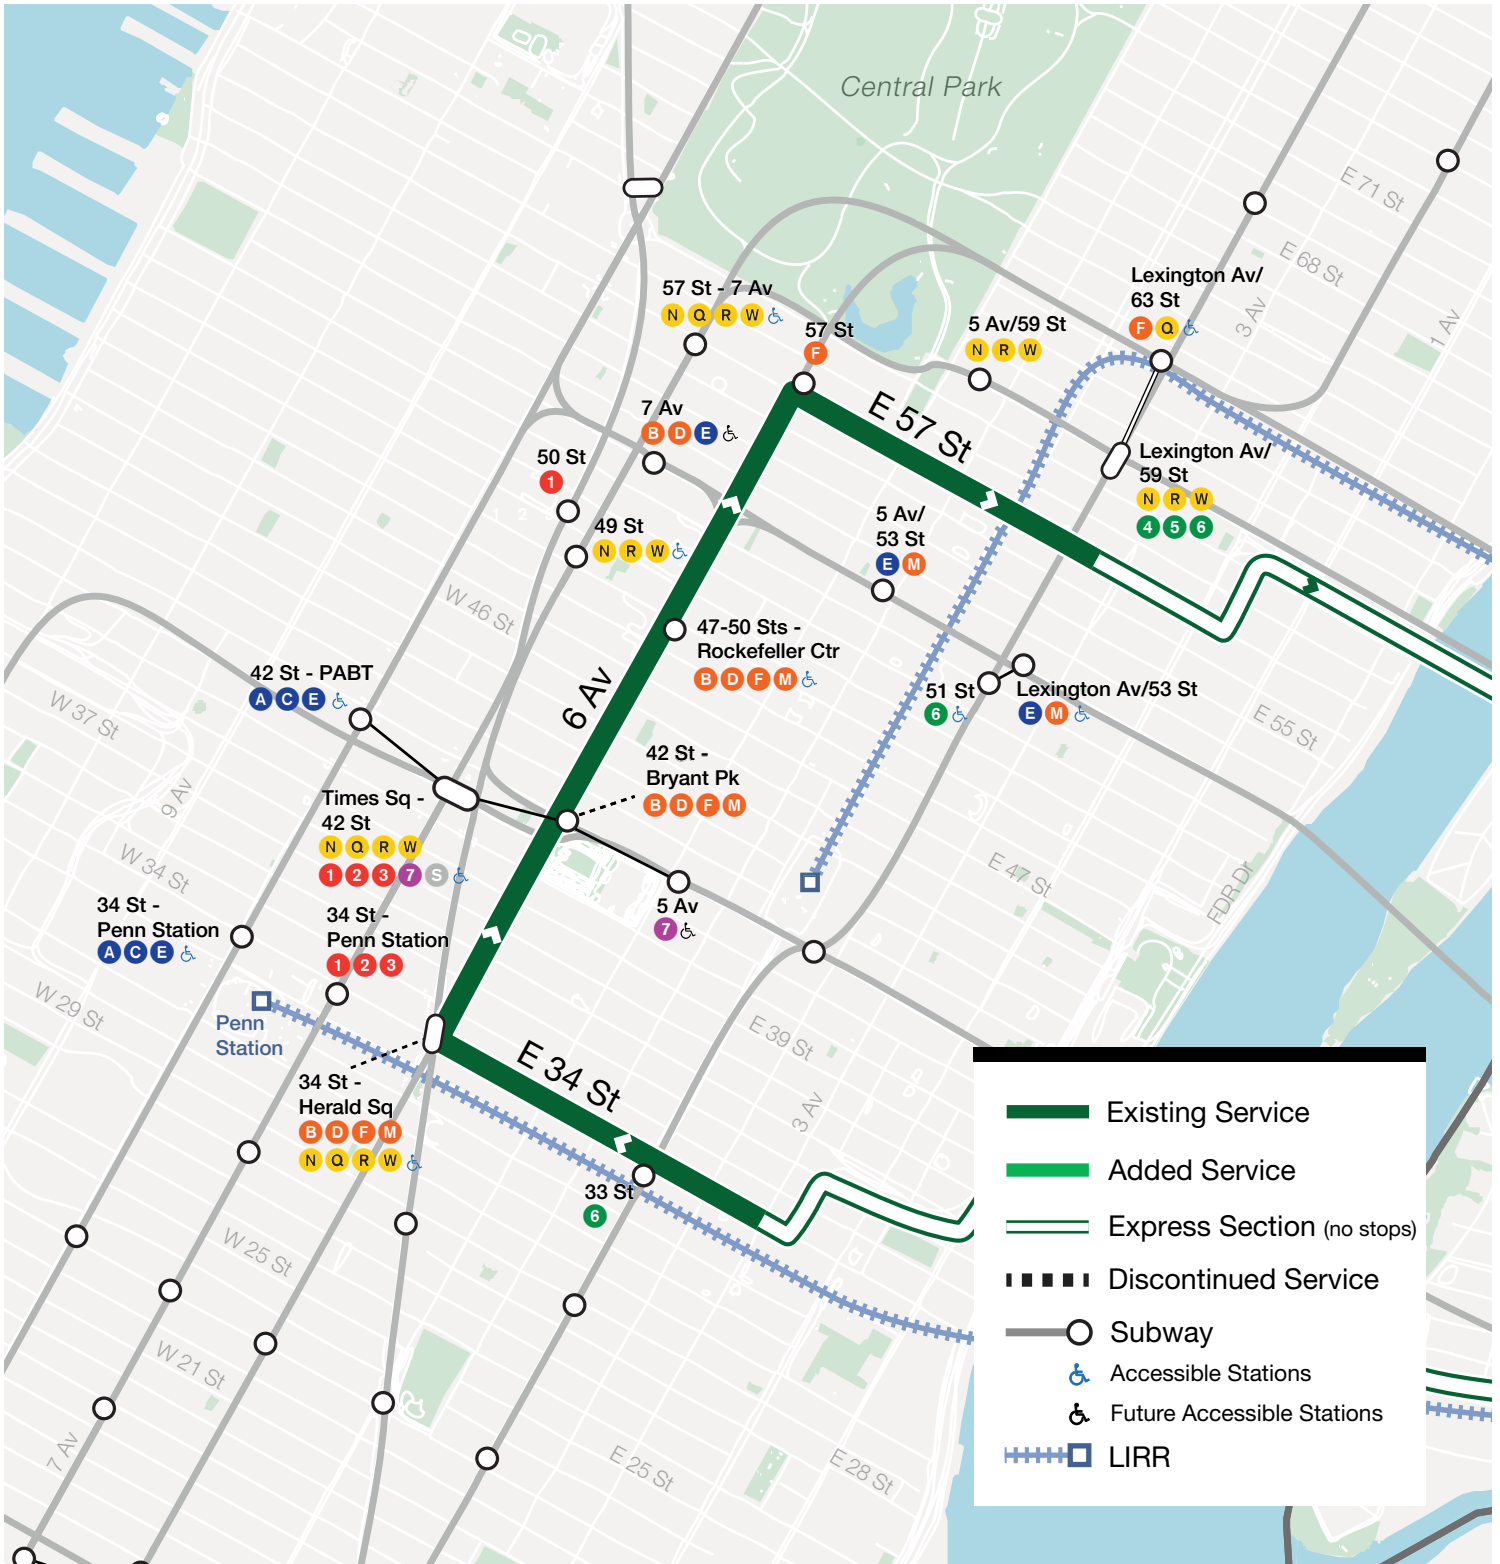 Central Park
E 71 St
E 68 St
3 Av
1 Av
Lexington Av/
63 St
F Q
57 St - 7 Av
N Q R W
57 St
F
5 Av/59 St
N R W
E 57 St
7 Av
B D E
50 St
1
49 St
N R W
Lexington Av/
59 St
N R W
4 5 6
5 Av/
53 St
E M
W 46 St
47-50 Sts -
Rockefeller Ctr
B D F M
6 Av
42 St - PABT
A C E
51 St
6
Lexington Av/53 St
E M
E 55 St
W 37 St
9 Av
42 St -
Bryant Pk
B D F M
Times Sq -
42 St
N Q R W
1 2 3 7 S
W 34 St
E 47 St
FDR Dr
34 St -
Penn Station
A C E
34 St -
Penn Station
1 2 3
5 Av
7
W 29 St
Penn
Station
E 39 St
E 34 St
3 Av
34 St -
Herald Sq
B D F M
N Q R W
33 St
6
W 25 St
W 21 St
7 Av
E 25 St
E 28 St
Existing Service
Added Service
Express Section (no stops)
Discontinued Service
Subway
Accessible Stations
Future Accessible Stations
LIRR